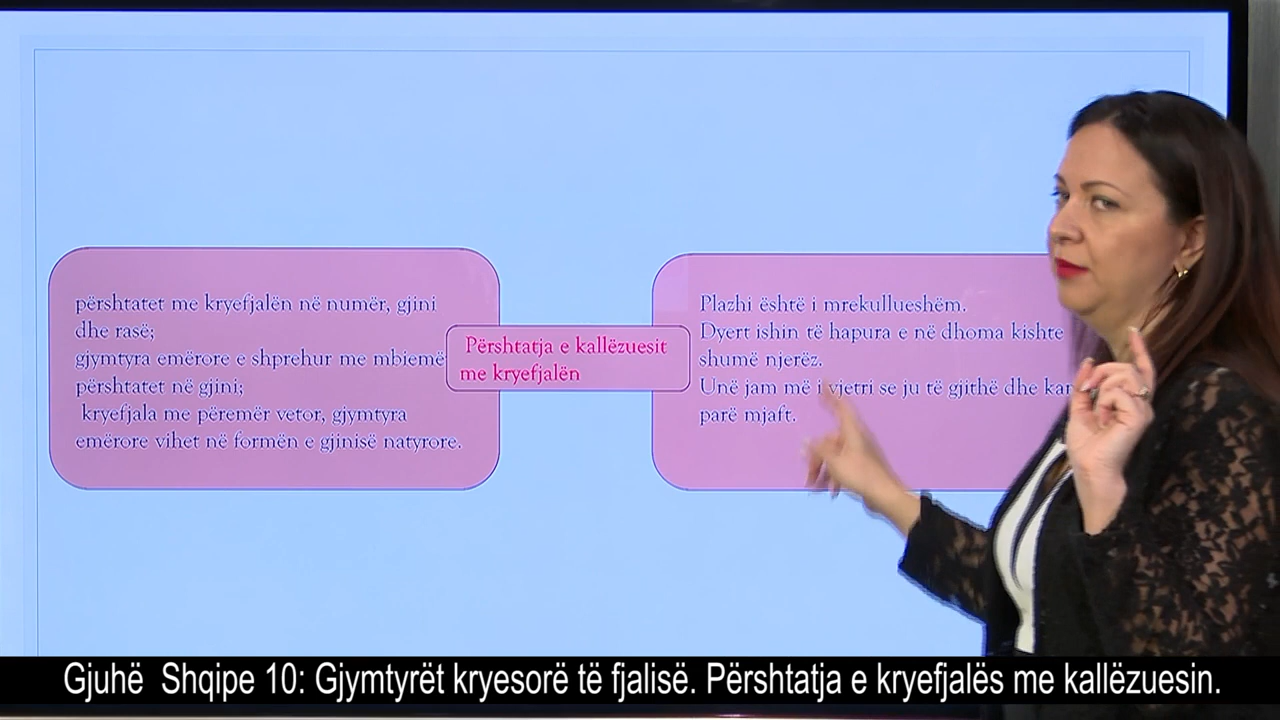 përshtatet me kryefjalën në numër, gjini
dhe rasë;
gjymtyra emërore e shprehur me
përshtatet në gjini;
kryefjala me përemër vetor, gjymtyra
emërore vihet në formën e gjinisë natyrore.
Përshtatja e kallëzuesit
me kryefjalën
Plazhi është i mrekullueshëm.
Dyert ishin të hapura e në dhoma kishte
shumë njerëz.
Unë jam më i vjetri se ju të gjithë dhe
parë mjaft.
Gjuhë Shqipe 10: Gjymtyrët kryesorë të fjalisë. Përshtatja e kryefjalës me kallëzuesin.